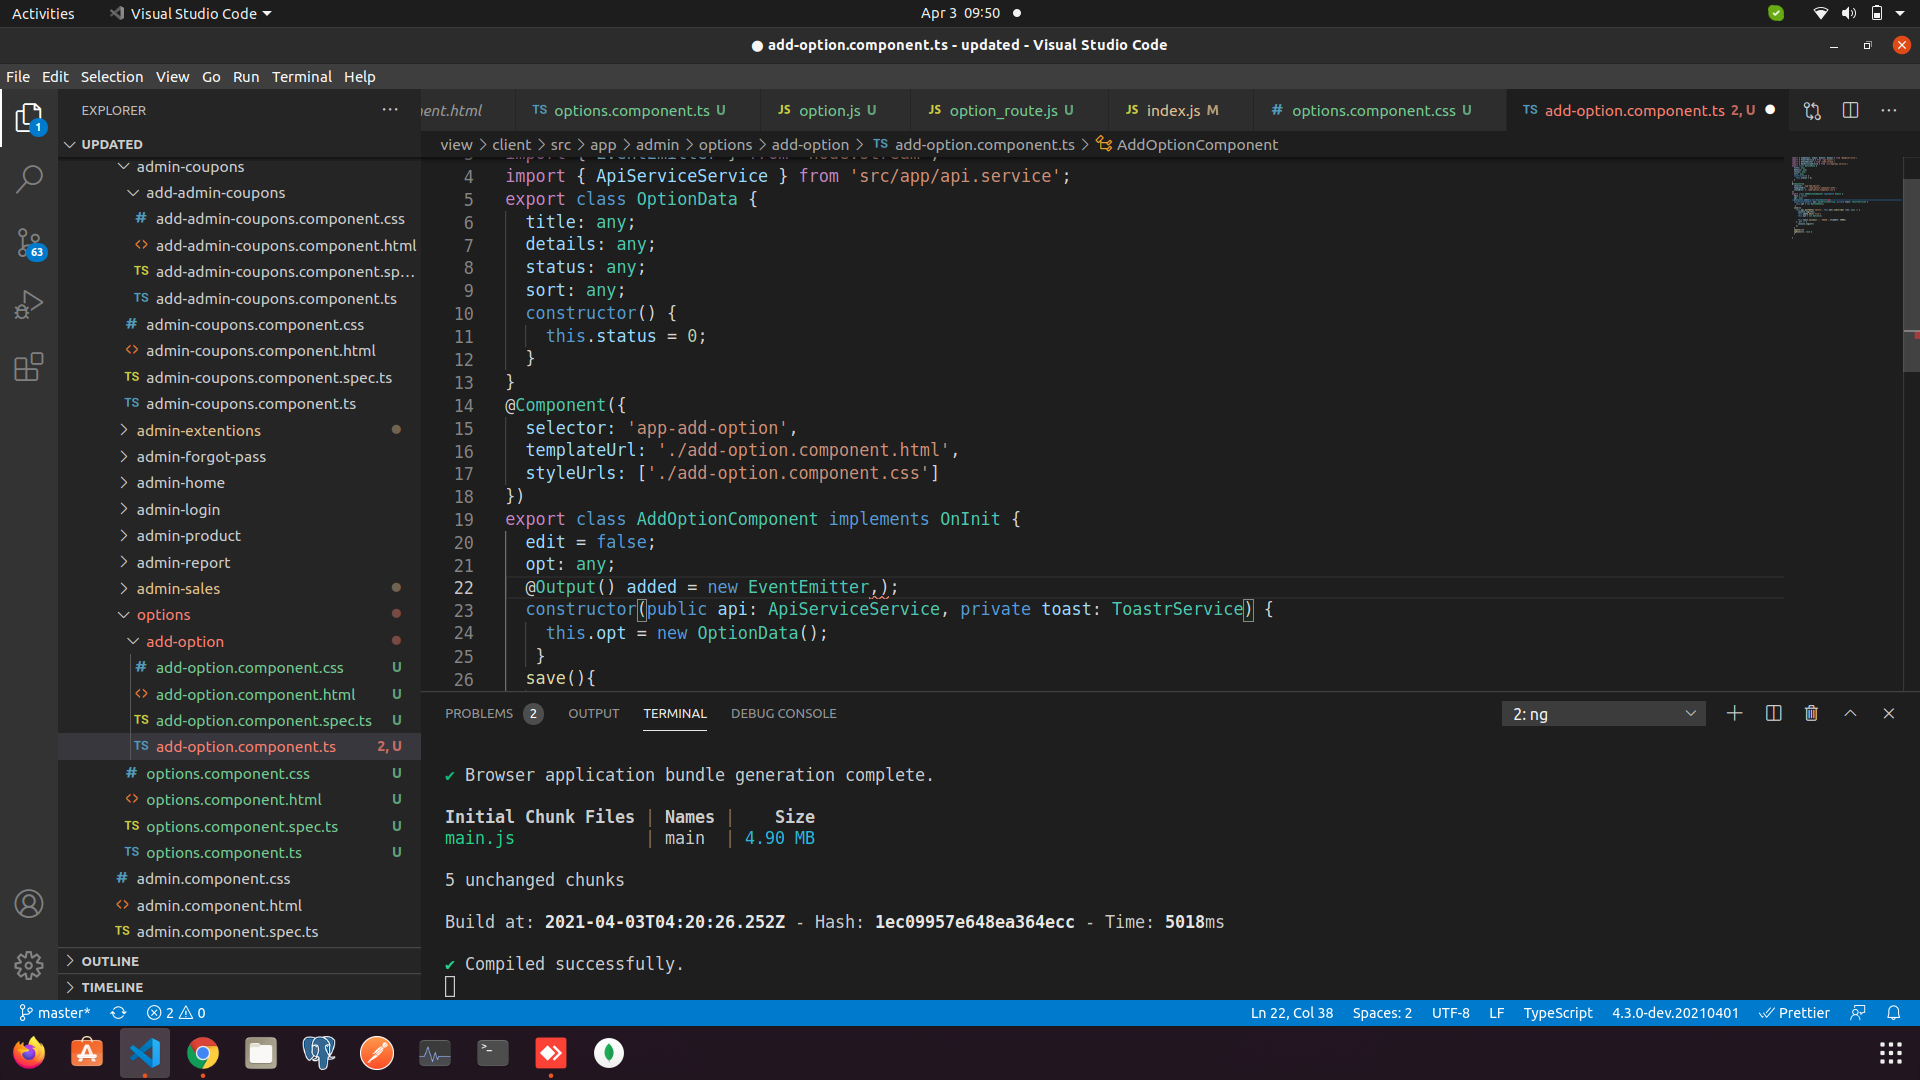 Activities
Visual Studio Code
Apr 3 09:50
● add-option.component.ts - updated - Visual Studio Code
File Edit Selection View Go Run Terminal Help
EXPLORER
UPDATED
admin-coupons
add-admin-coupons
# add-admin-coupons.component.css
<> add-admin-coupons.component.html
TS add-admin-coupons.component.sp...
TS add-admin-coupons.component.ts
# admin-coupons.component.css
<> admin-coupons.component.html
TS admin-coupons.component.spec.ts
TS admin-coupons.component.ts
admin-extentions
admin-forgot-pass
admin-home
admin-login
admin-product
admin-report
admin-sales
options
add-option
# add-option.component.css U
<> add-option.component.html U
TS add-option.component.spec.ts U
TS add-option.component.ts 2, U
# options.component.css U
<> options.component.html U
TS options.component.spec.ts U
TS options.component.ts U
# admin.component.css
<> admin.component.html
TS admin.component.spec.ts
OUTLINE
TIMELINE
1
63
nent.html
TS options.component.ts U
JS option.js U
JS option_route.js U
JS index.js M
# options.component.css U
TS add-option.component.ts 2, U
view > client > src > app > admin > options > add-option > TS add-option.component.ts > AddOptionComponent
4 import { ApiServiceService } from 'src/app/api.service';
5 export class OptionData {
6 title: any;
7 details: any;
8 status: any;
9 sort: any;
10 constructor() {
11 this.status = 0;
12 }
13 }
14 @Component({
15 selector: 'app-add-option',
16 templateUrl: './add-option.component.html',
17 styleUrls: ['./add-option.component.css']
18 })
19 export class AddOptionComponent implements OnInit {
20 edit = false;
21 opt: any;
22 @Output() added = new EventEmitter,);
23 constructor(public api: ApiServiceService, private toast: ToastrService) {
24 this.opt = new OptionData();
25 }
26 save(){
PROBLEMS 2 OUTPUT TERMINAL DEBUG CONSOLE
2: ng
✔ Browser application bundle generation complete.
Initial Chunk Files | Names | Size
main.js | main | 4.90 MB
5 unchanged chunks
Build at: 2021-04-03T04:20:26.252Z - Hash: 1ec09957e648ea364ecc - Time: 5018ms
✔ Compiled successfully.
master* 2 0
Ln 22, Col 38 Spaces: 2 UTF-8 LF TypeScript 4.3.0-dev.20210401 Prettier